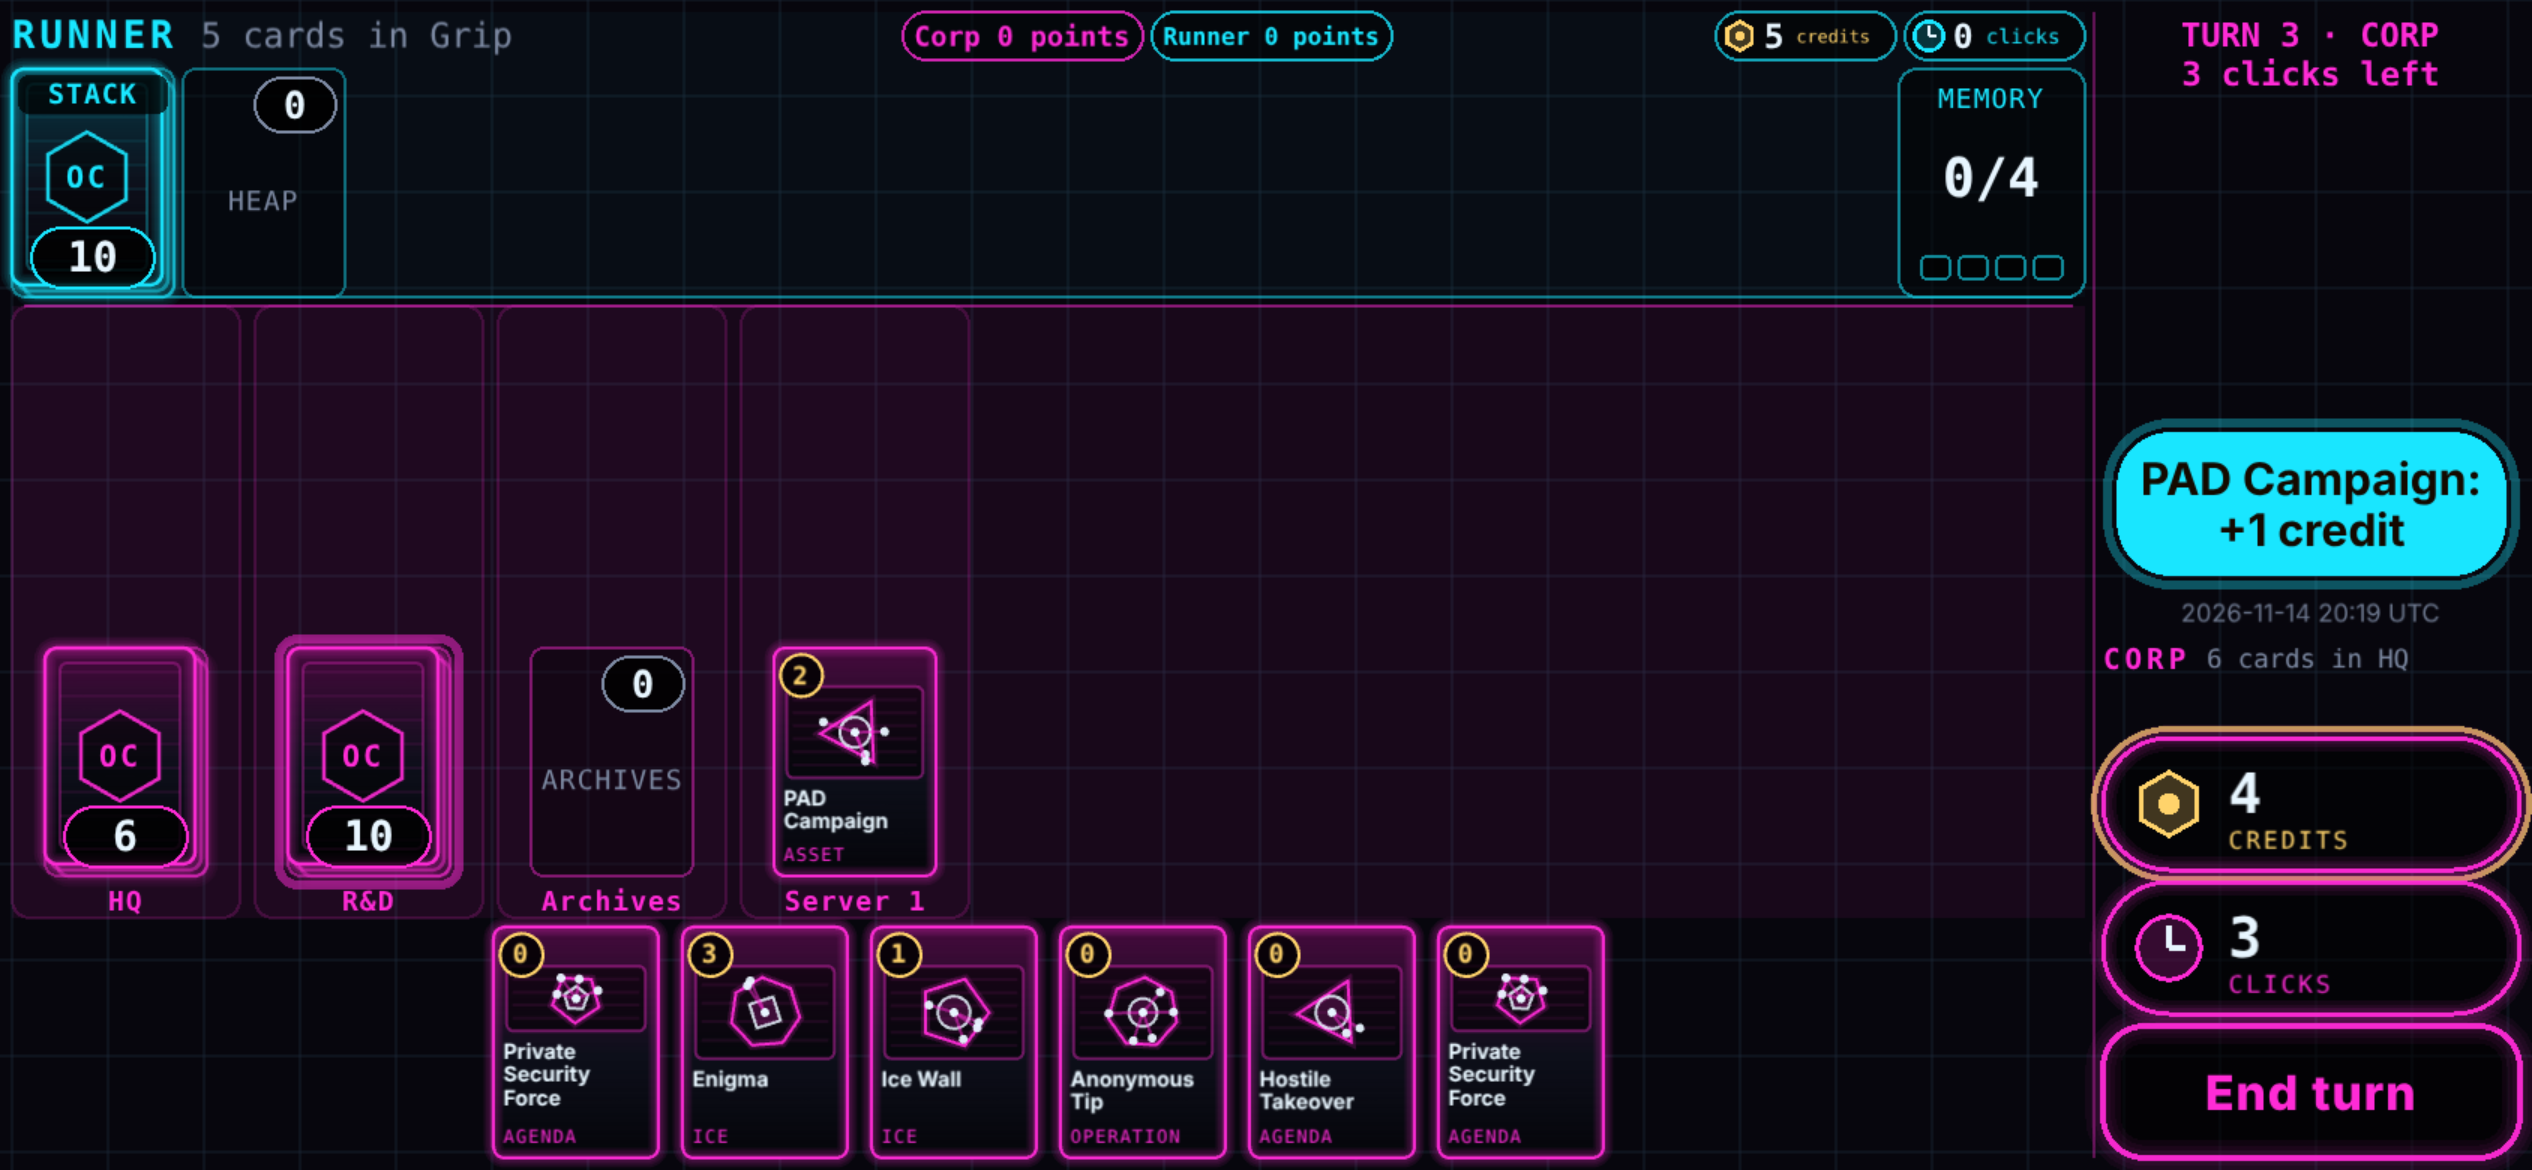 RUNNER 5 cards in Grip
Corp 0 points
Runner 0 points
5 credits
0 clicks
TURN 3 · CORP
3 clicks left
STACK
OC
10
0
HEAP
MEMORY
0/4
PAD Campaign:
+1 credit
2026-11-14 20:19 UTC
CORP 6 cards in HQ
OC
6
HQ
OC
10
R&D
0
ARCHIVES
Archives
2
PAD
Campaign
ASSET
Server 1
4
CREDITS
3
CLICKS
End turn
0
Private
Security
Force
AGENDA
3
Enigma
ICE
1
Ice Wall
ICE
0
Anonymous
Tip
OPERATION
0
Hostile
Takeover
AGENDA
0
Private
Security
Force
AGENDA